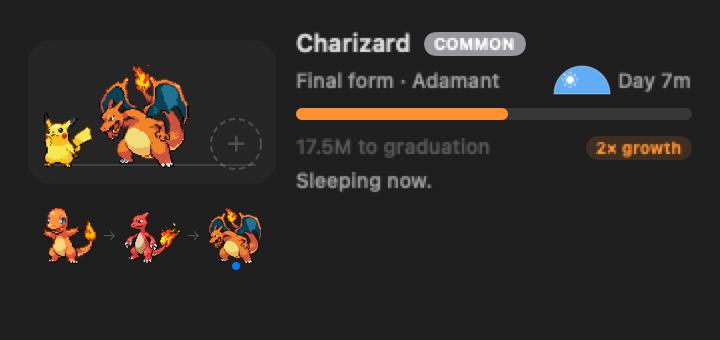 Charizard COMMON
Final form · Adamant Day 7m
17.5M to graduation 2× growth
Sleeping now.